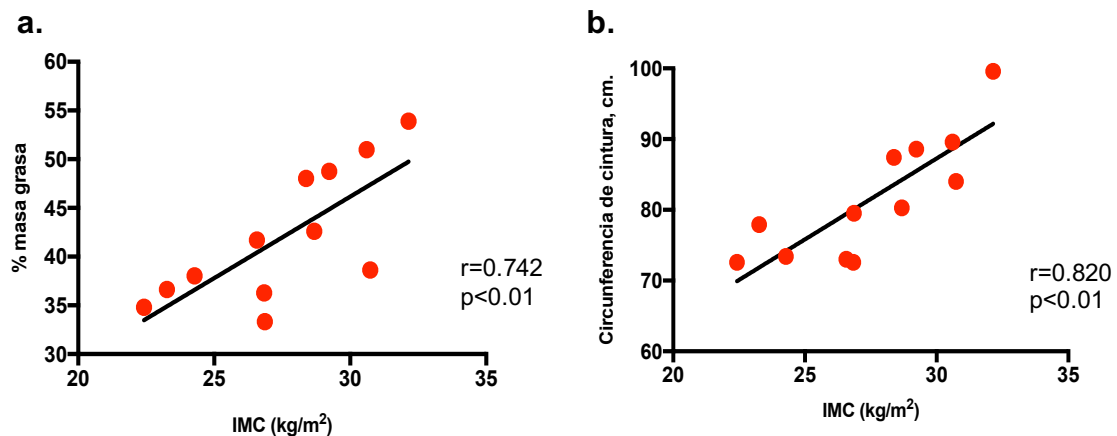 a.
60
55
50
45
40
35
30
% masa grasa
20
25
30
35
IMC (kg/m²)
r=0.742
p<0.01
b.
100
90
80
70
60
Circunferencia de cintura, cm.
20
25
30
35
IMC (kg/m²)
r=0.820
p<0.01